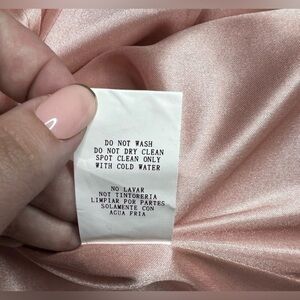 DO NOT WASH
DO NOT DRY CLEAN
SPOT CLEAN ONLY
WITH COLD WATER
NO LAVAR
NOT TINTORERIA
LIMPIAR POR PARTES
SOLAMENTE CON
AGUA FRIA